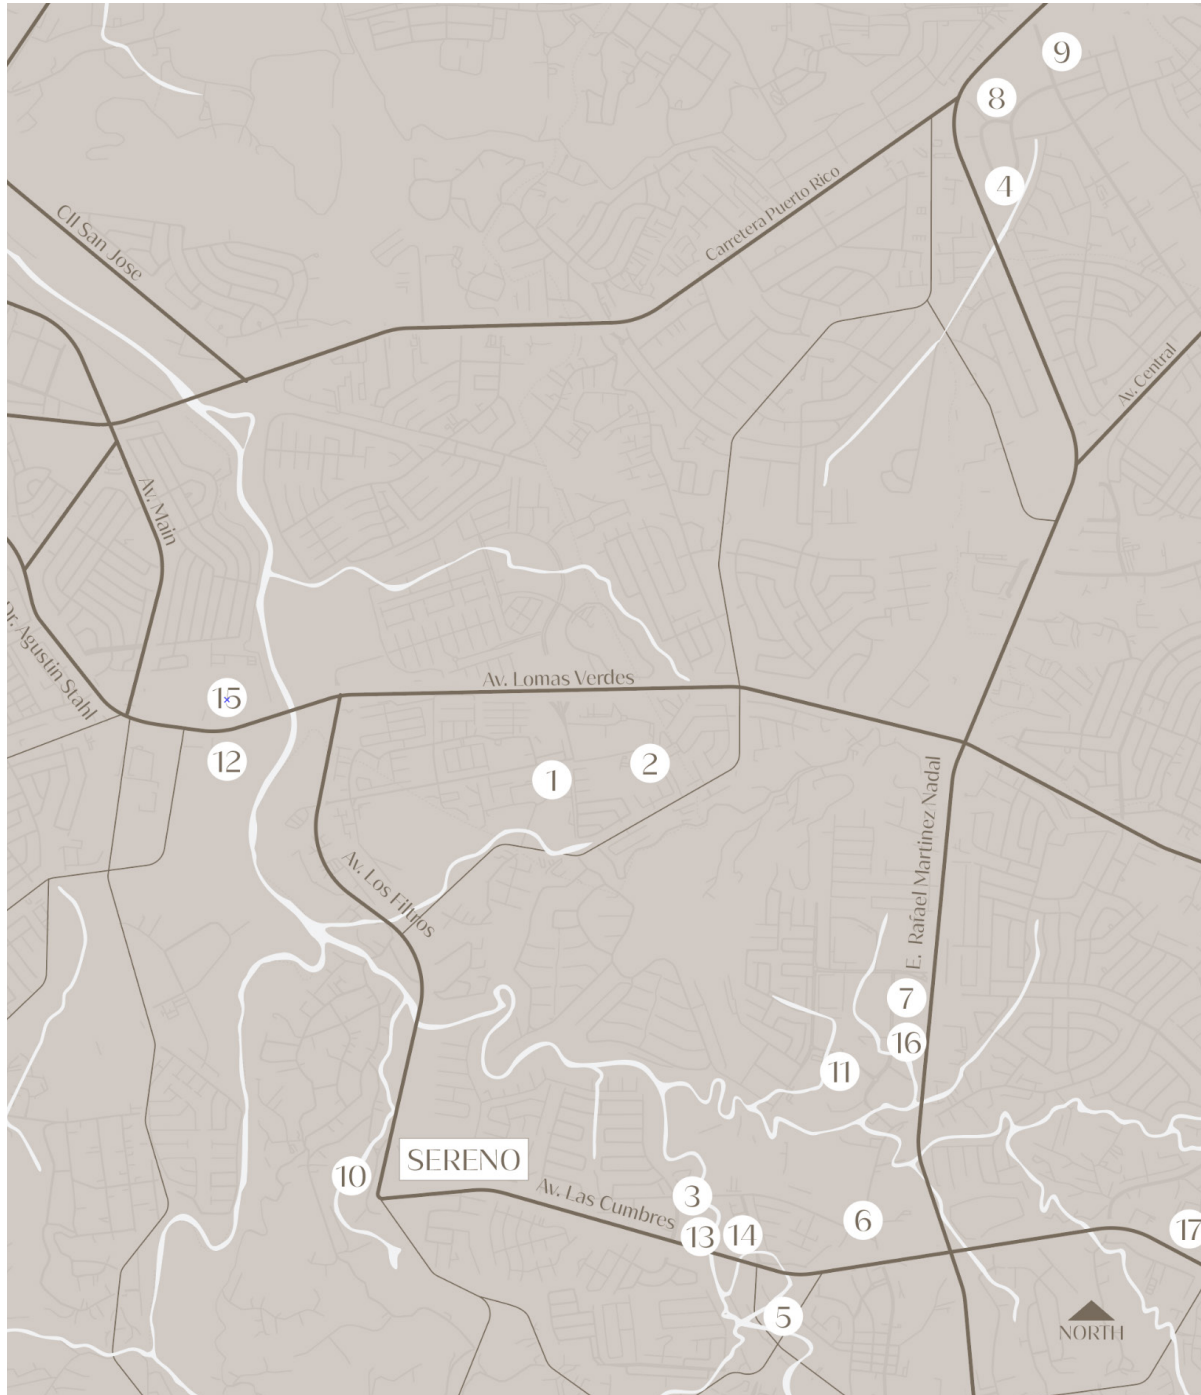 9
8
4
Carretera Puerto Rico
Cll San Jose
Av. Central
Av. Main
Dr. Agustin Stahl
Av. Lomas Verdes
15
12
1
2
E. Rafael Martinez Nadal
Av. Los Filtros
7
16
11
SERENO
10
Av. Las Cumbres
3
13
14
6
17
5
NORTH